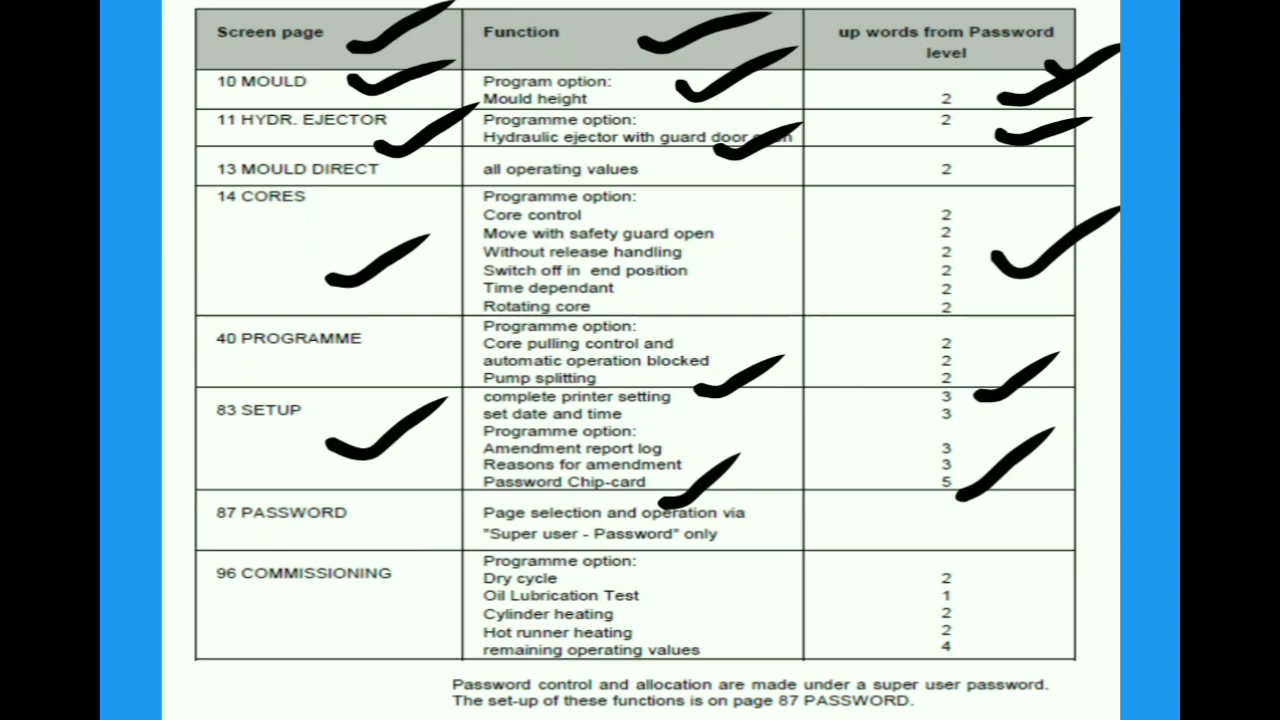 Screen page
Function
up words from Password
level
10 MOULD
Program option:
Mould height
2
11 HYDR. EJECTOR
Programme option:
2
Hydraulic ejector with guard door
13 MOULD DIRECT
all operating values
2
14 CORES
Programme option:
Core control
2
Move with safety guard open
2
Without release handling
2
Switch off in end position
2
Time dependant
2
Rotating core
2
40 PROGRAMME
Programme option:
Core pulling control and
2
automatic operation blocked
2
Pump splitting
2
83 SETUP
complete printer setting
3
set date and time
3
Programme option:
Amendment report log
3
Reasons for amendment
3
Password Chip-card
5
87 PASSWORD
Page selection and operation via
"Super user - Password" only
96 COMMISSIONING
Programme option:
Dry cycle
2
Oil Lubrication Test
1
Cylinder heating
2
Hot runner heating
2
remaining operating values
4
Password control and allocation are made under a super user password.
The set-up of these functions is on page 87 PASSWORD.